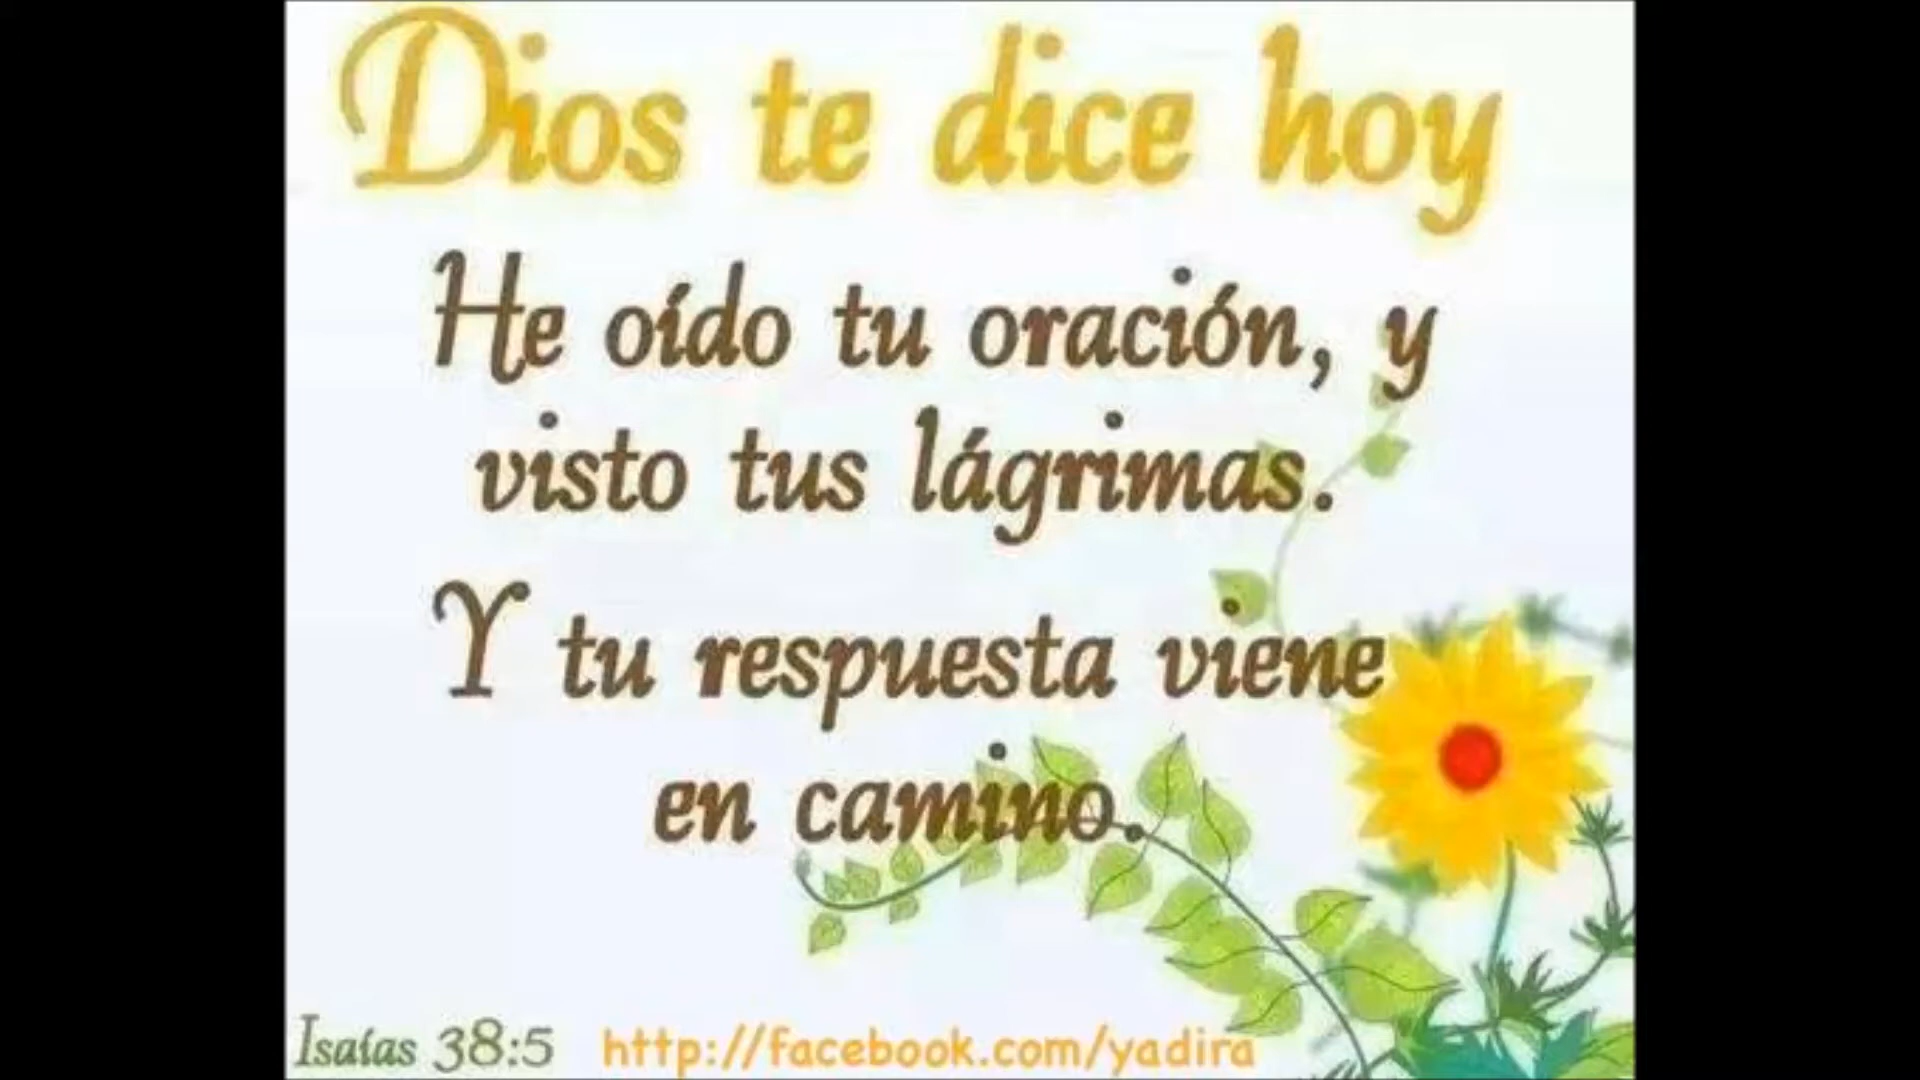 Dios te dice hoy
He oído tu oración, y
visto tus lágrimas.
Y tu respuesta viene
en camino.
Isaías 38:5 http://facebook.com/yadira